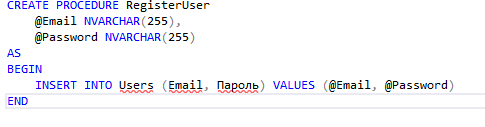 CREATE PROCEDURE RegisterUser
    @Email NVARCHAR(255),
    @Password NVARCHAR(255)
AS
BEGIN
    INSERT INTO Users (Email, Пароль) VALUES (@Email, @Password)
END